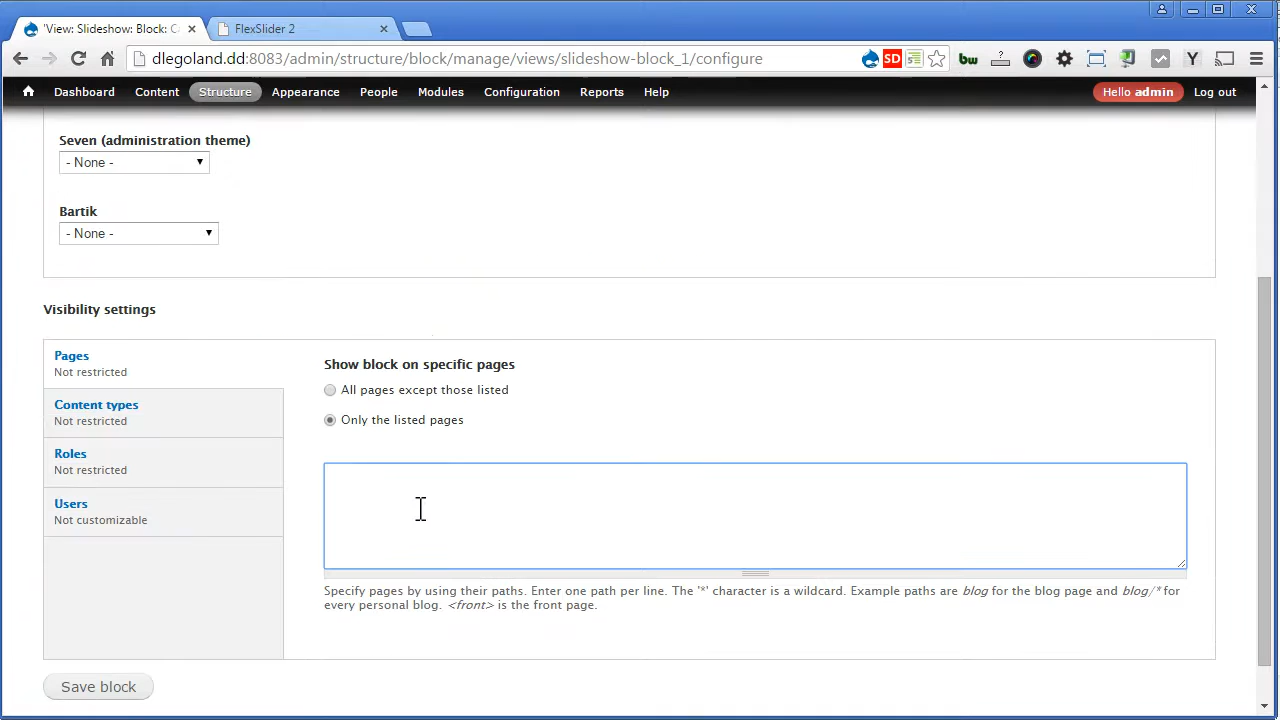 'View: Slideshow: Block: C
FlexSlider 2
dleggland.dd:8083/admin/structure/block/manage/views/slideshow-block_1/configure
SD
bw
Y
Dashboard
Content
Structure
Appearance
People
Modules
Configuration
Reports
Help
Hello admin
Log out
Seven (administration theme)
- None -
Bartik
- None -
Visibility settings
Pages
Not restricted
Content types
Not restricted
Roles
Not restricted
Users
Not customizable
Show block on specific pages
All pages except those listed
Only the listed pages
Specify pages by using their paths. Enter one path per line. The '*' character is a wildcard. Example paths are blog for the blog page and blog/* for
every personal blog. <front> is the front page.
Save block